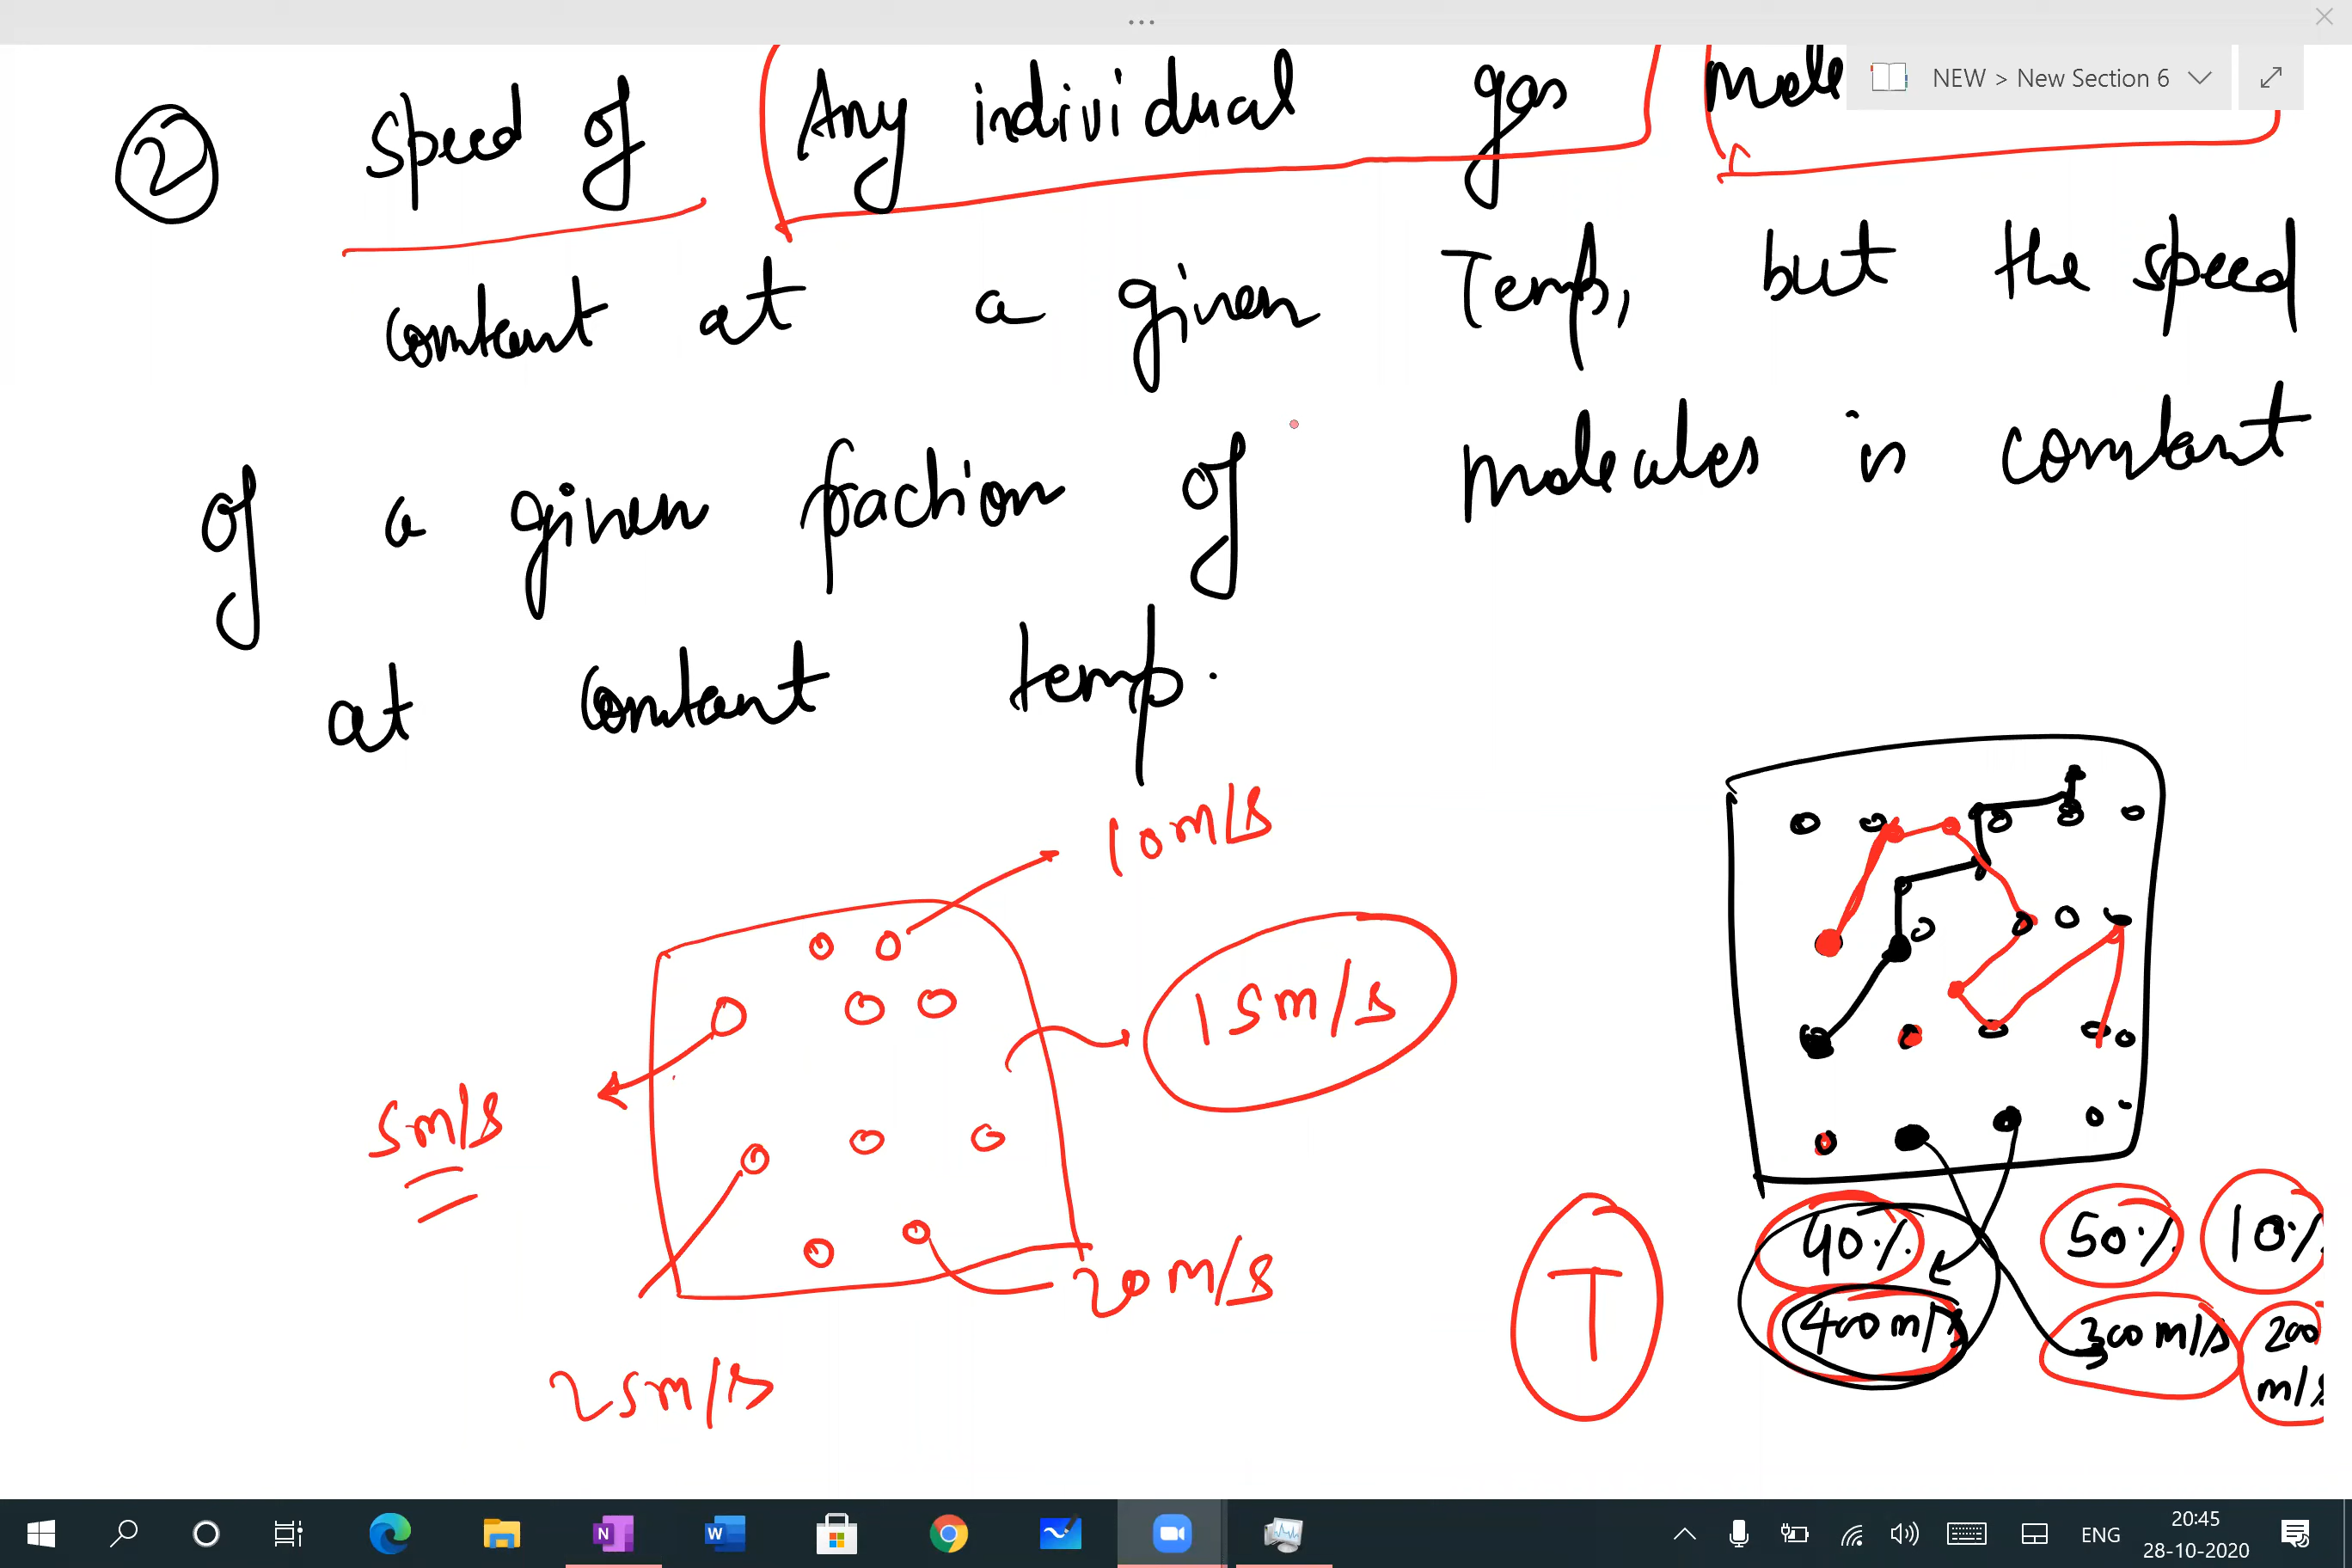 ...
NEW > New Section 6
② Speed of Any individual gas Mole
constant at a given Temp, but the speed
of a given fraction of molecules is constant
at constant temp.
10m/s
15m/s
5m/s
20m/s
25m/s
T
40% 50% 10%
400m/s 300m/s 200
m/s
N
W
ENG
20:45
28-10-2020